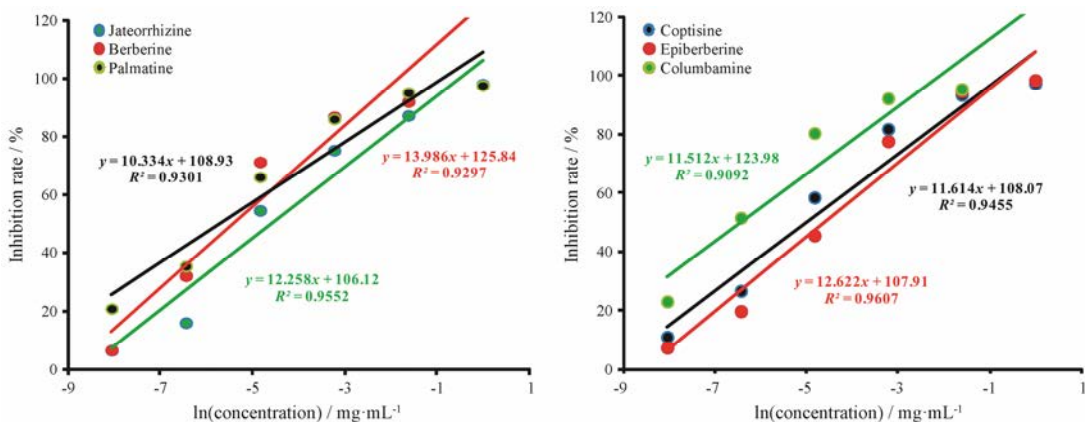 120
100
80
60
40
20
0
Inhibition rate / %
Jateorrhizine
Berberine
Palmatine
y = 10.334x + 108.93
R² = 0.9301
y = 13.986x + 125.84
R² = 0.9297
y = 12.258x + 106.12
R² = 0.9552
-9 -7 -5 -3 -1 1
ln(concentration) / mg·mL⁻¹
120
100
80
60
40
20
0
Inhibition rate / %
Coptisine
Epiberberine
Columbamine
y = 11.512x + 123.98
R² = 0.9092
y = 11.614x + 108.07
R² = 0.9455
y = 12.622x + 107.91
R² = 0.9607
-9 -7 -5 -3 -1 1
ln(concentration) / mg·mL⁻¹